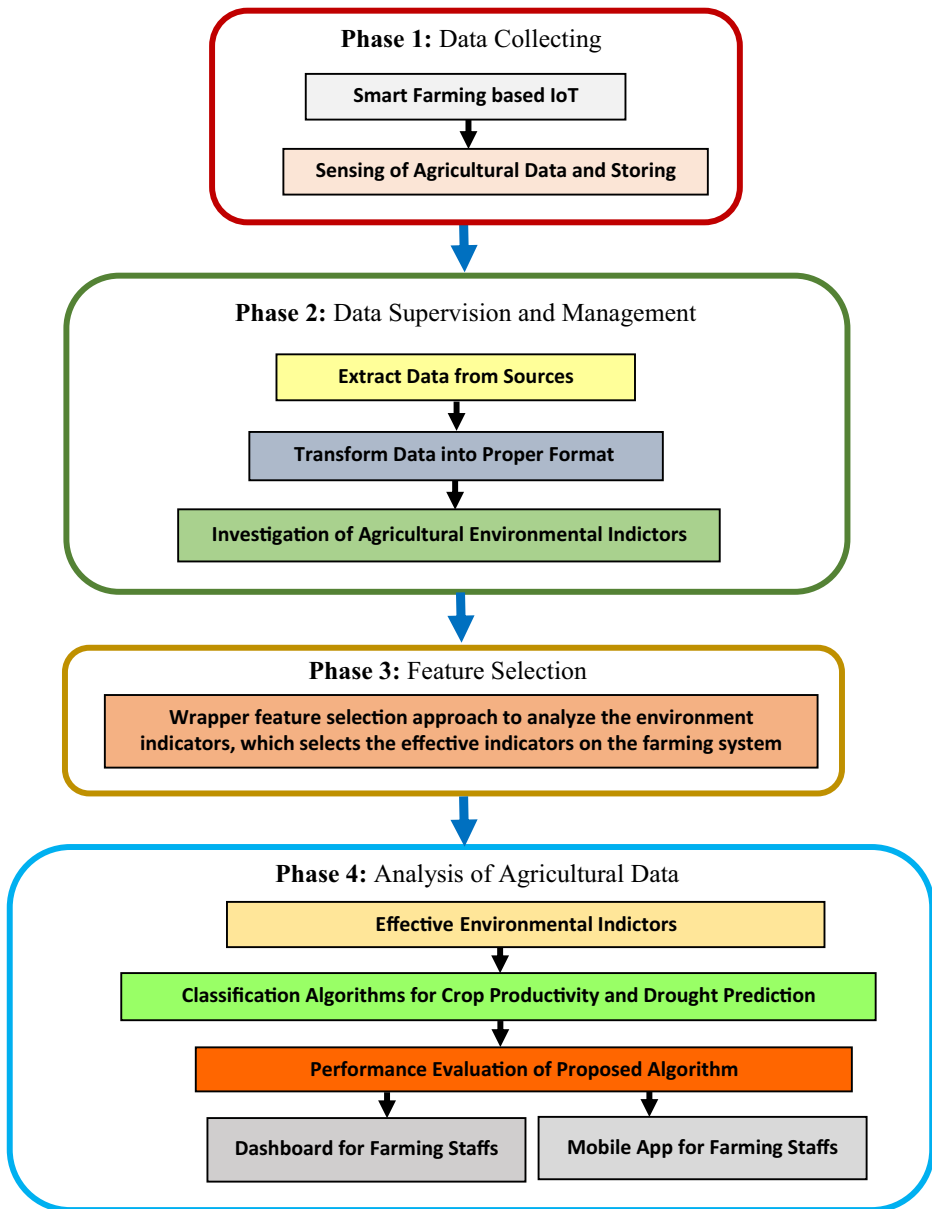 Phase 1: Data Collecting
Smart Farming based IoT
Sensing of Agricultural Data and Storing
Phase 2: Data Supervision and Management
Extract Data from Sources
Transform Data into Proper Format
Investigation of Agricultural Environmental Indictors
Phase 3: Feature Selection
Wrapper feature selection approach to analyze the environment
indicators, which selects the effective indicators on the farming system
Phase 4: Analysis of Agricultural Data
Effective Environmental Indictors
Classification Algorithms for Crop Productivity and Drought Prediction
Performance Evaluation of Proposed Algorithm
Dashboard for Farming Staffs
Mobile App for Farming Staffs